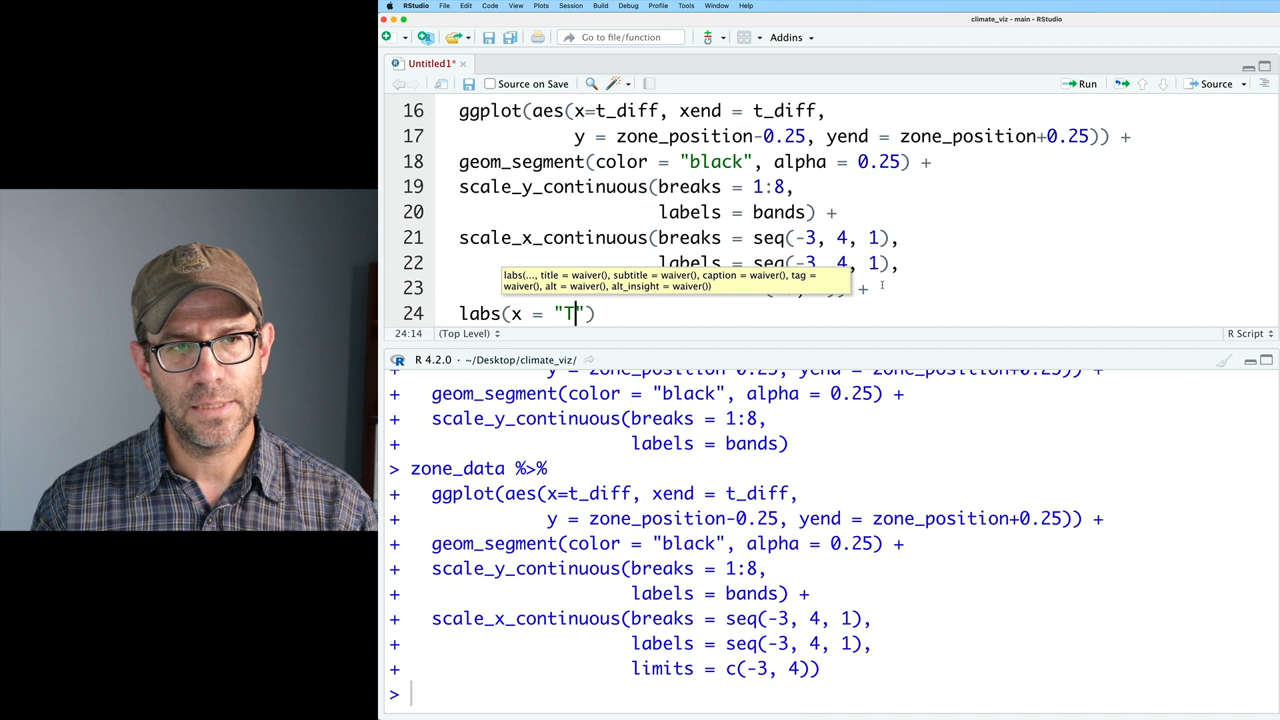 RStudio File Edit Code View Plots Session Build Debug Profile Tools Window Help
climate_viz - main - RStudio
Go to file/function Addins
Untitled1*
Source on Save Run Source
16 ggplot(aes(x=t_diff, xend = t_diff,
17 y = zone_position-0.25, yend = zone_position+0.25)) +
18 geom_segment(color = "black", alpha = 0.25) +
19 scale_y_continuous(breaks = 1:8,
20 labels = bands) +
21 scale_x_continuous(breaks = seq(-3, 4, 1),
22 labels = seq(-3, 4, 1),
labs(..., title = waiver(), subtitle = waiver(), caption = waiver(), tag =
waiver(), alt = waiver(), alt_insight = waiver())
23 +
24 labs(x = "T")
24:14 (Top Level) R Script
R 4.2.0 · ~/Desktop/climate_viz/
+ y = zone_position-0.25, yend = zone_position+0.25)) +
+ geom_segment(color = "black", alpha = 0.25) +
+ scale_y_continuous(breaks = 1:8,
+ labels = bands)
> zone_data %>%
+ ggplot(aes(x=t_diff, xend = t_diff,
+ y = zone_position-0.25, yend = zone_position+0.25)) +
+ geom_segment(color = "black", alpha = 0.25) +
+ scale_y_continuous(breaks = 1:8,
+ labels = bands) +
+ scale_x_continuous(breaks = seq(-3, 4, 1),
+ labels = seq(-3, 4, 1),
+ limits = c(-3, 4))
>